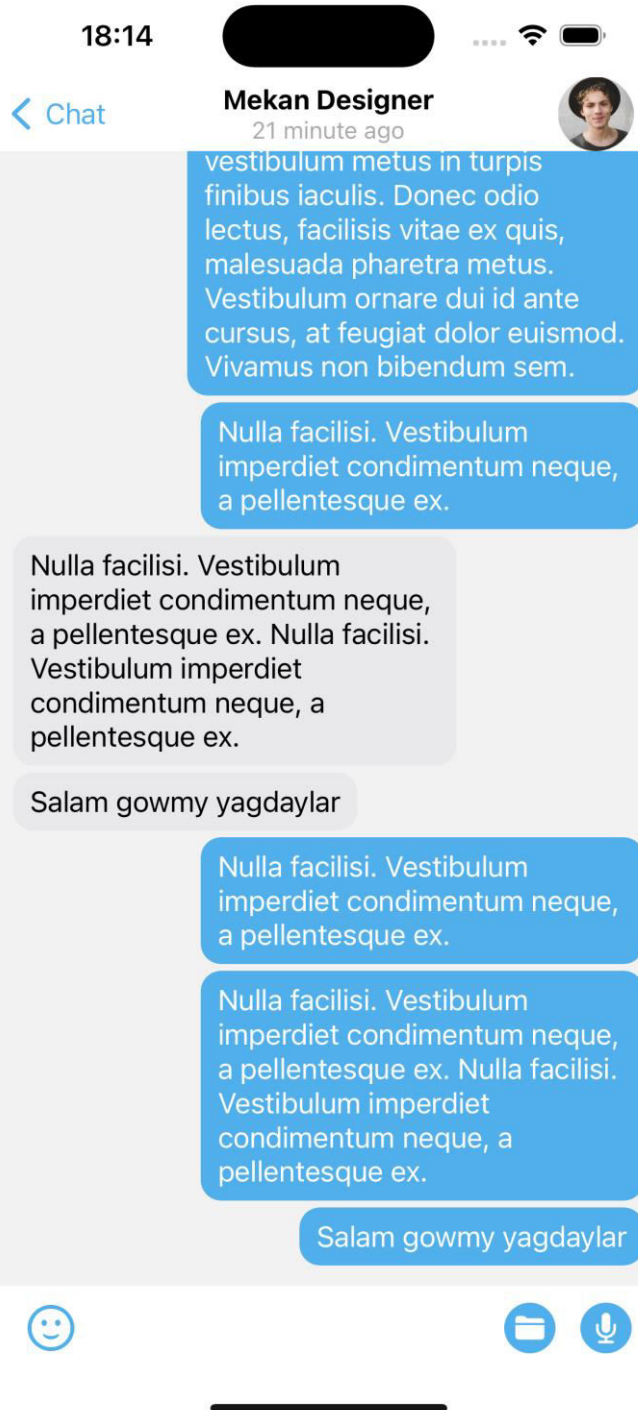 18:14
Chat
Mekan Designer
21 minute ago
vestibulum metus in turpis
finibus iaculis. Donec odio
lectus, facilisis vitae ex quis,
malesuada pharetra metus.
Vestibulum ornare dui id ante
cursus, at feugiat dolor euismod.
Vivamus non bibendum sem.
Nulla facilisi. Vestibulum
imperdiet condimentum neque,
a pellentesque ex.
Nulla facilisi. Vestibulum
imperdiet condimentum neque,
a pellentesque ex. Nulla facilisi.
Vestibulum imperdiet
condimentum neque, a
pellentesque ex.
Salam gowmy yagdaylar
Nulla facilisi. Vestibulum
imperdiet condimentum neque,
a pellentesque ex.
Nulla facilisi. Vestibulum
imperdiet condimentum neque,
a pellentesque ex. Nulla facilisi.
Vestibulum imperdiet
condimentum neque, a
pellentesque ex.
Salam gowmy yagdaylar